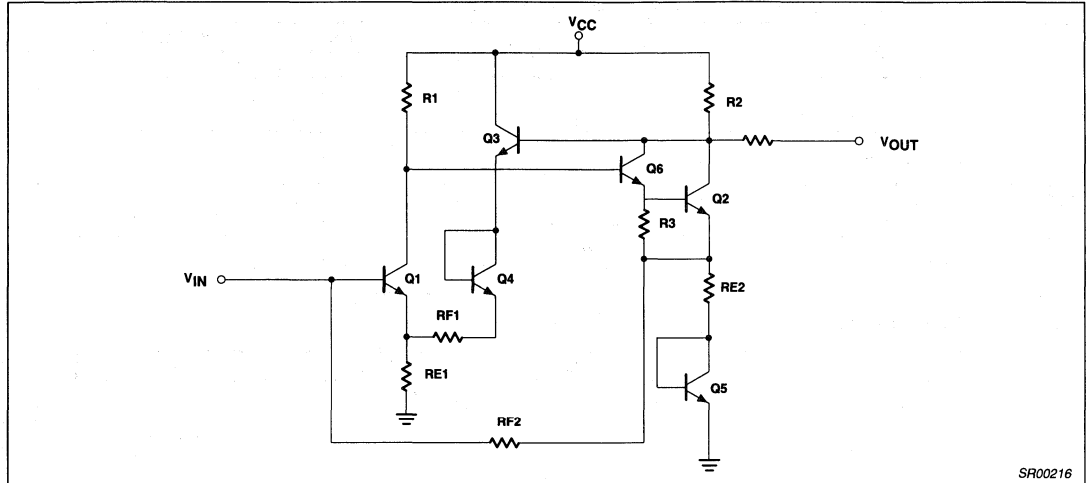 VCC
R1
R2
Q3
VOUT
Q6
Q2
R3
VIN
Q1
Q4
RE2
RF1
RE1
Q5
RF2
SR00216